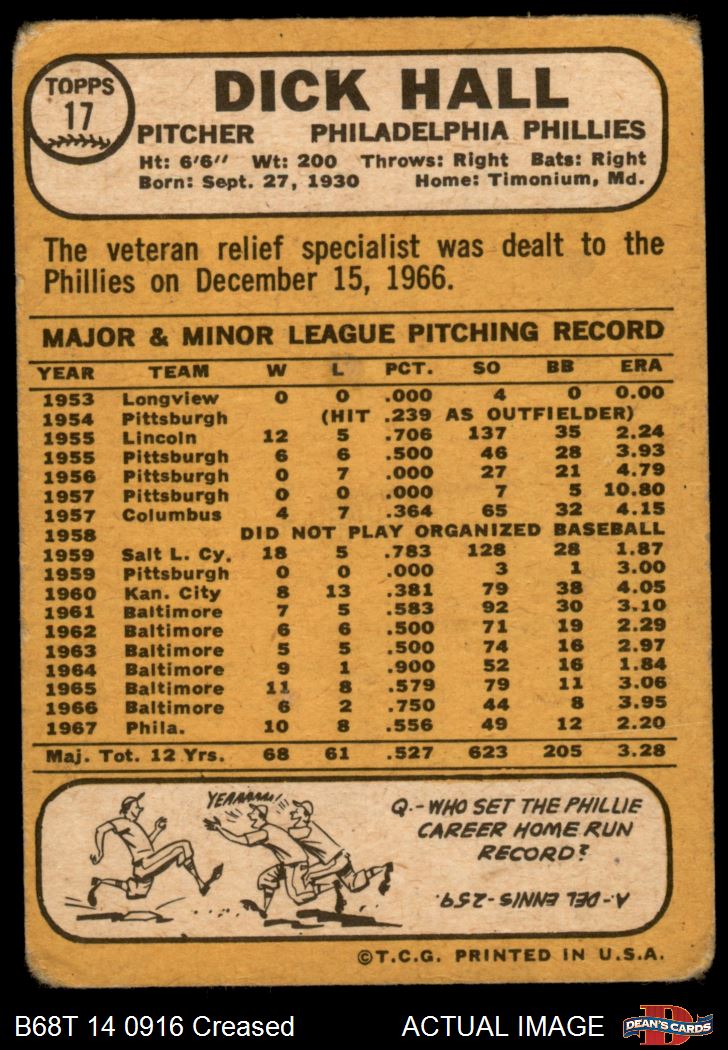 TOPPS
17
DICK HALL
PITCHER PHILADELPHIA PHILLIES
Ht: 6'6" Wt: 200 Throws: Right Bats: Right
Born: Sept. 27, 1930 Home: Timonium, Md.
The veteran relief specialist was dealt to the
Phillies on December 15, 1966.
MAJOR & MINOR LEAGUE PITCHING RECORD
YEAR TEAM W L PCT. SO BB ERA
1953 Longview 0 0 .000 4 0 0.00
1954 Pittsburgh (HIT .239 AS OUTFIELDER)
1955 Lincoln 12 5 .706 137 35 2.24
1955 Pittsburgh 6 6 .500 46 28 3.93
1956 Pittsburgh 0 7 .000 27 21 4.79
1957 Pittsburgh 0 0 .000 7 5 10.80
1957 Columbus 4 7 .364 65 32 4.15
1958 DID NOT PLAY ORGANIZED BASEBALL
1959 Salt L. Cy. 18 5 .783 128 28 1.87
1959 Pittsburgh 0 0 .000 3 1 3.00
1960 Kan. City 8 13 .381 79 38 4.05
1961 Baltimore 7 5 .583 92 30 3.10
1962 Baltimore 6 6 .500 71 19 2.29
1963 Baltimore 5 5 .500 74 16 2.97
1964 Baltimore 9 1 .900 52 16 1.84
1965 Baltimore 11 8 .579 79 11 3.06
1966 Baltimore 6 2 .750 44 8 3.95
1967 Phila. 10 8 .556 49 12 2.20
Maj. Tot. 12 Yrs. 68 61 .527 623 205 3.28
YEAAAAA!
Q.-WHO SET THE PHILLIE
CAREER HOME RUN
RECORD?
A-DEL ENNIS-259.
©T.C.G. PRINTED IN U.S.A.
B68T 14 0916 Creased ACTUAL IMAGE
D
DEAN'S CARDS